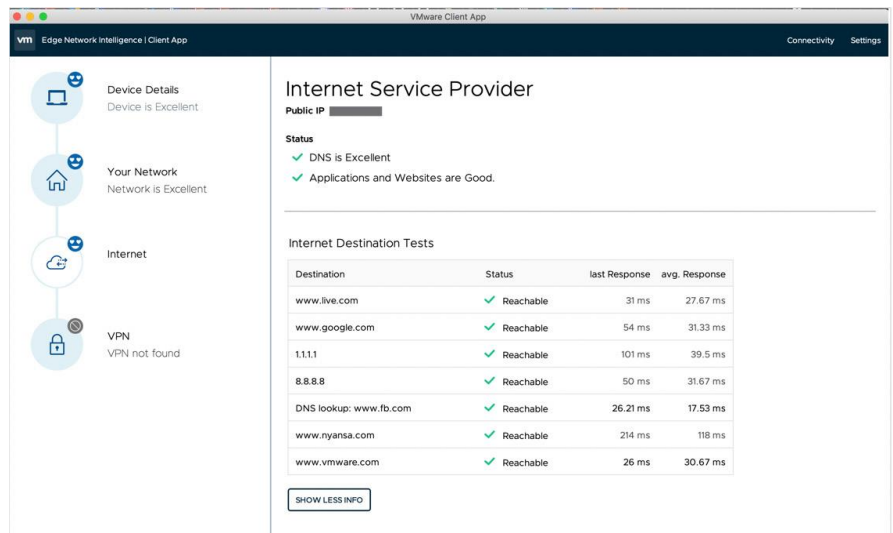 VMware Client App
vm Edge Network Intelligence | Client App Connectivity Settings
Device Details
Device is Excellent
Your Network
Network is Excellent
Internet
VPN
VPN not found
Internet Service Provider
Public IP
Status
DNS is Excellent
Applications and Websites are Good.
Internet Destination Tests
Destination Status last Response avg. Response
www.live.com Reachable 31 ms 27.67 ms
www.google.com Reachable 54 ms 31.33 ms
1.1.1.1 Reachable 101 ms 39.5 ms
8.8.8.8 Reachable 50 ms 31.67 ms
DNS lookup: www.fb.com Reachable 26.21 ms 17.53 ms
www.nyansa.com Reachable 214 ms 118 ms
www.vmware.com Reachable 26 ms 30.67 ms
SHOW LESS INFO